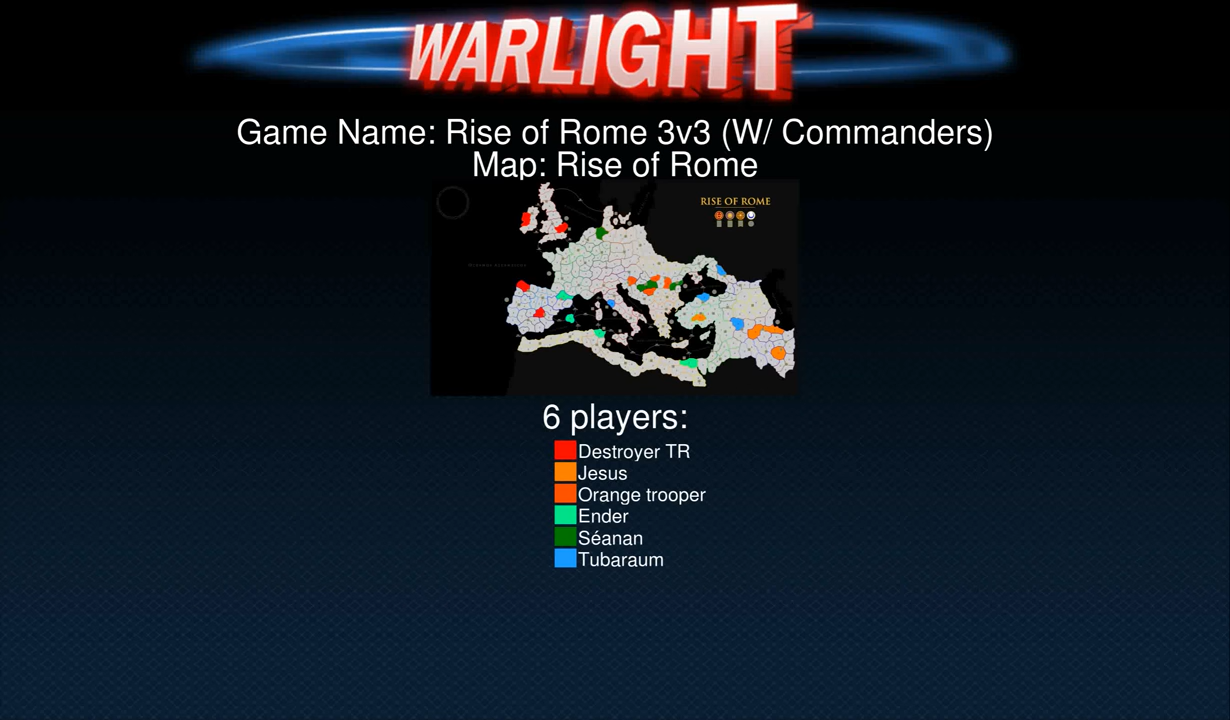 WARLIGHT
Game Name: Rise of Rome 3v3 (W/ Commanders)
Map: Rise of Rome
RISE OF ROME
6 players:
Destroyer TR
Jesus
Orange trooper
Ender
Séanan
Tubaraum